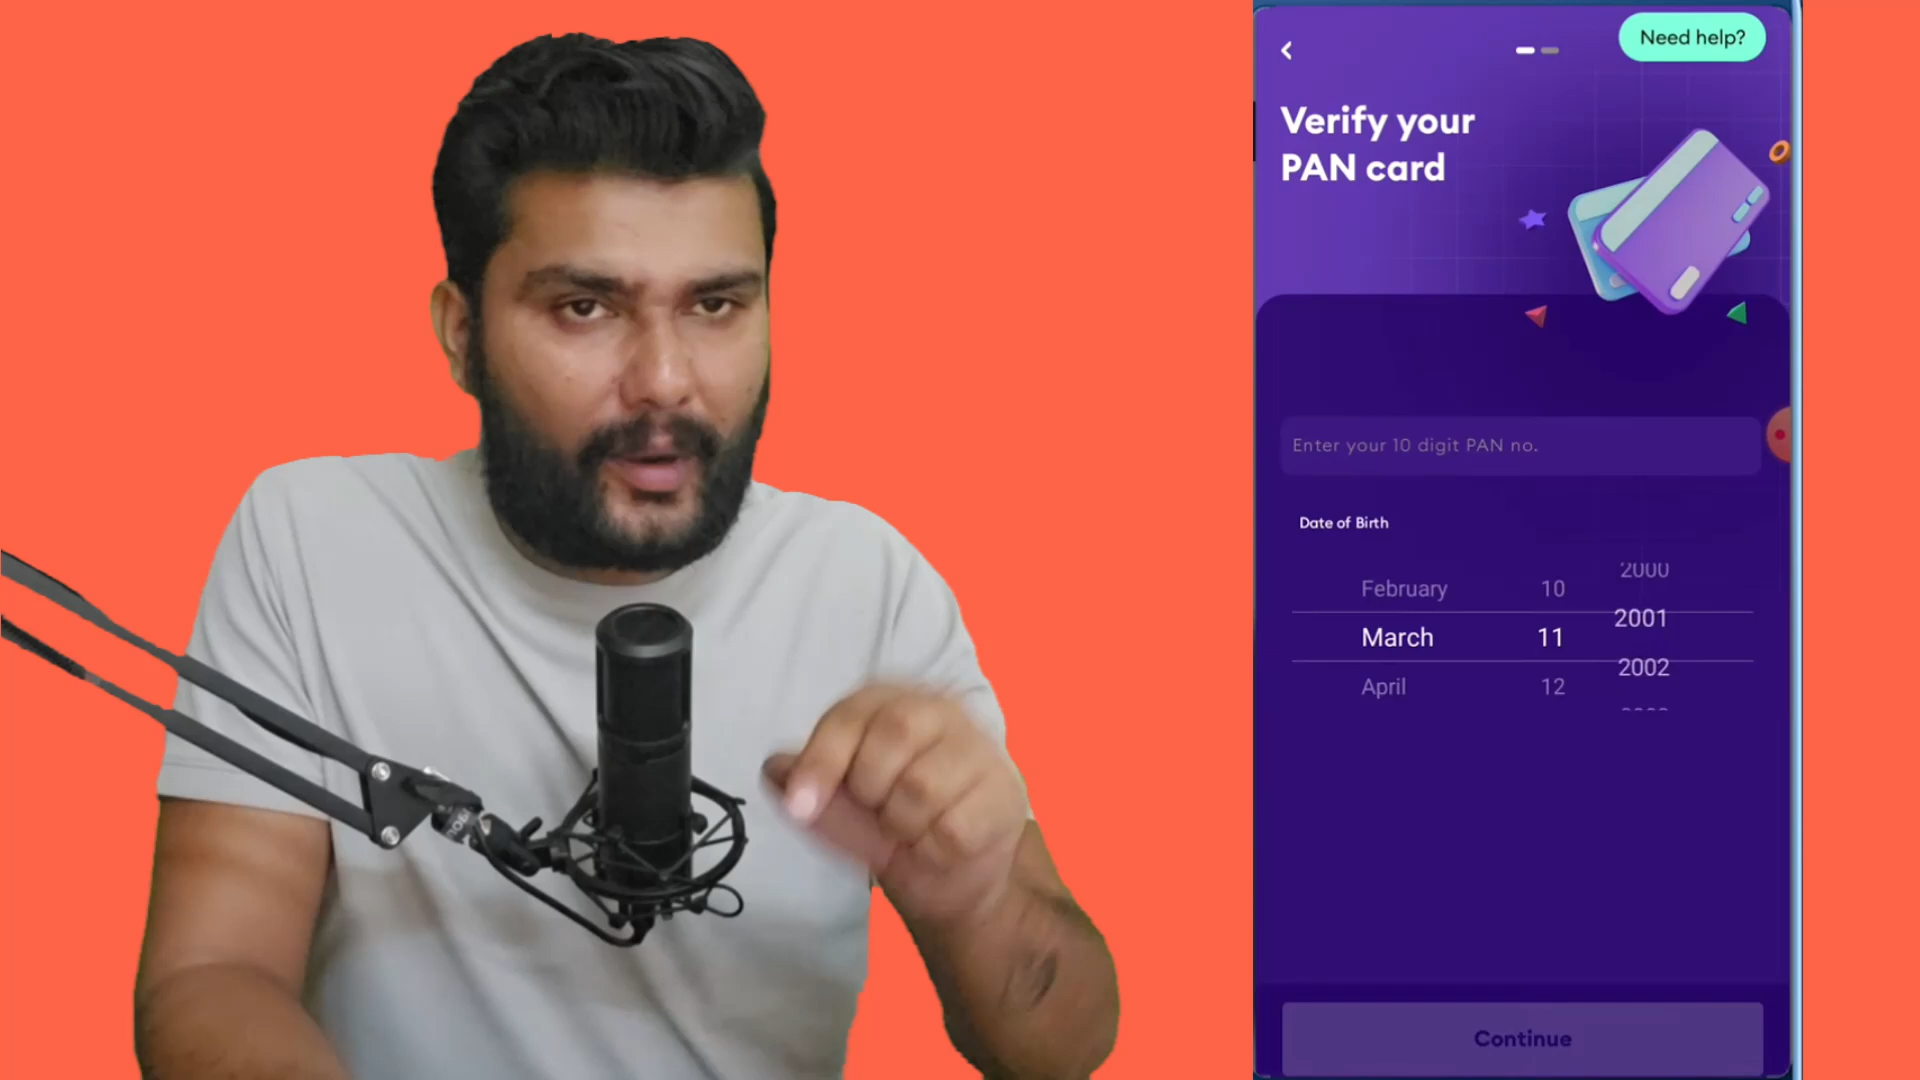 Need help?
Verify your
PAN card
Enter your 10 digit PAN no.
Date of Birth
2000
February 10
2001
March 11
2002
April 12
Continue